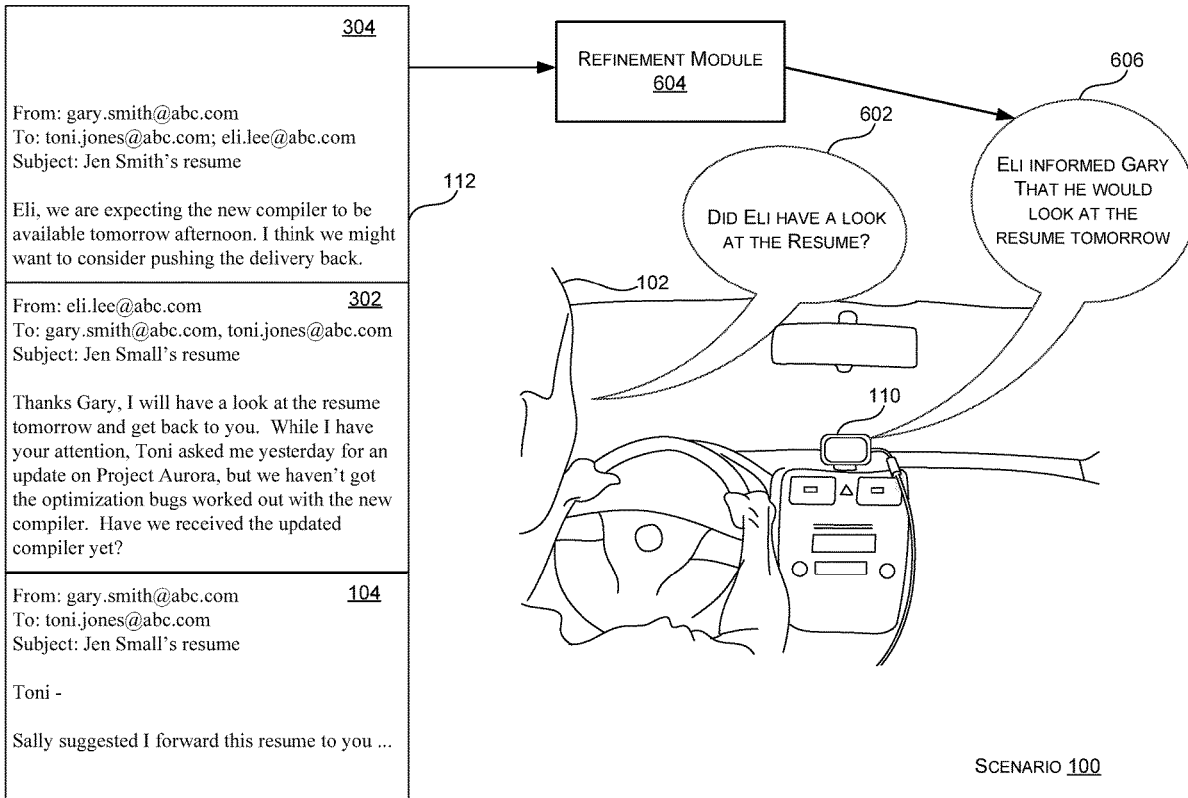 304
From: gary.smith@abc.com
To: toni.jones@abc.com; eli.lee@abc.com
Subject: Jen Smith's resume
Eli, we are expecting the new compiler to be
available tomorrow afternoon. I think we might
want to consider pushing the delivery back.
302
From: eli.lee@abc.com
To: gary.smith@abc.com, toni.jones@abc.com
Subject: Jen Small's resume
Thanks Gary, I will have a look at the resume
tomorrow and get back to you.  While I have
your attention, Toni asked me yesterday for an
update on Project Aurora, but we haven't got
the optimization bugs worked out with the new
compiler.  Have we received the updated
compiler yet?
104
From: gary.smith@abc.com
To: toni.jones@abc.com
Subject: Jen Small's resume
Toni -
Sally suggested I forward this resume to you ...
112
REFINEMENT MODULE
604
602
DID ELI HAVE A LOOK
AT THE RESUME?
606
ELI INFORMED GARY
THAT HE WOULD
LOOK AT THE
RESUME TOMORROW
102
110
SCENARIO 100